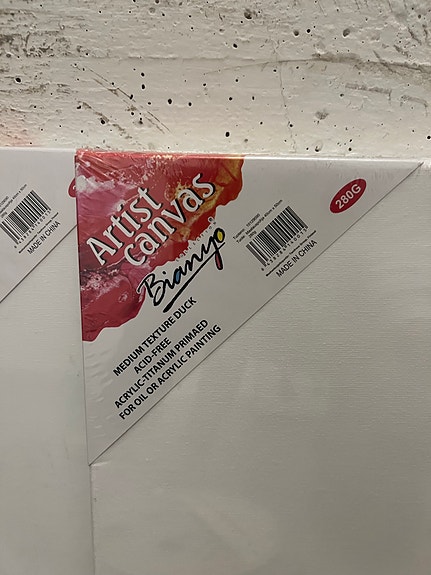 Artist
canvas
Bianyo
MEDIUM TEXTURE DUCK
ACID-FREE
ACRYLIC-TITANUM PRIMAED
FOR OIL OR ACRYLIC PAINTING
280G
MADE IN CHINA
MADE IN CHINA